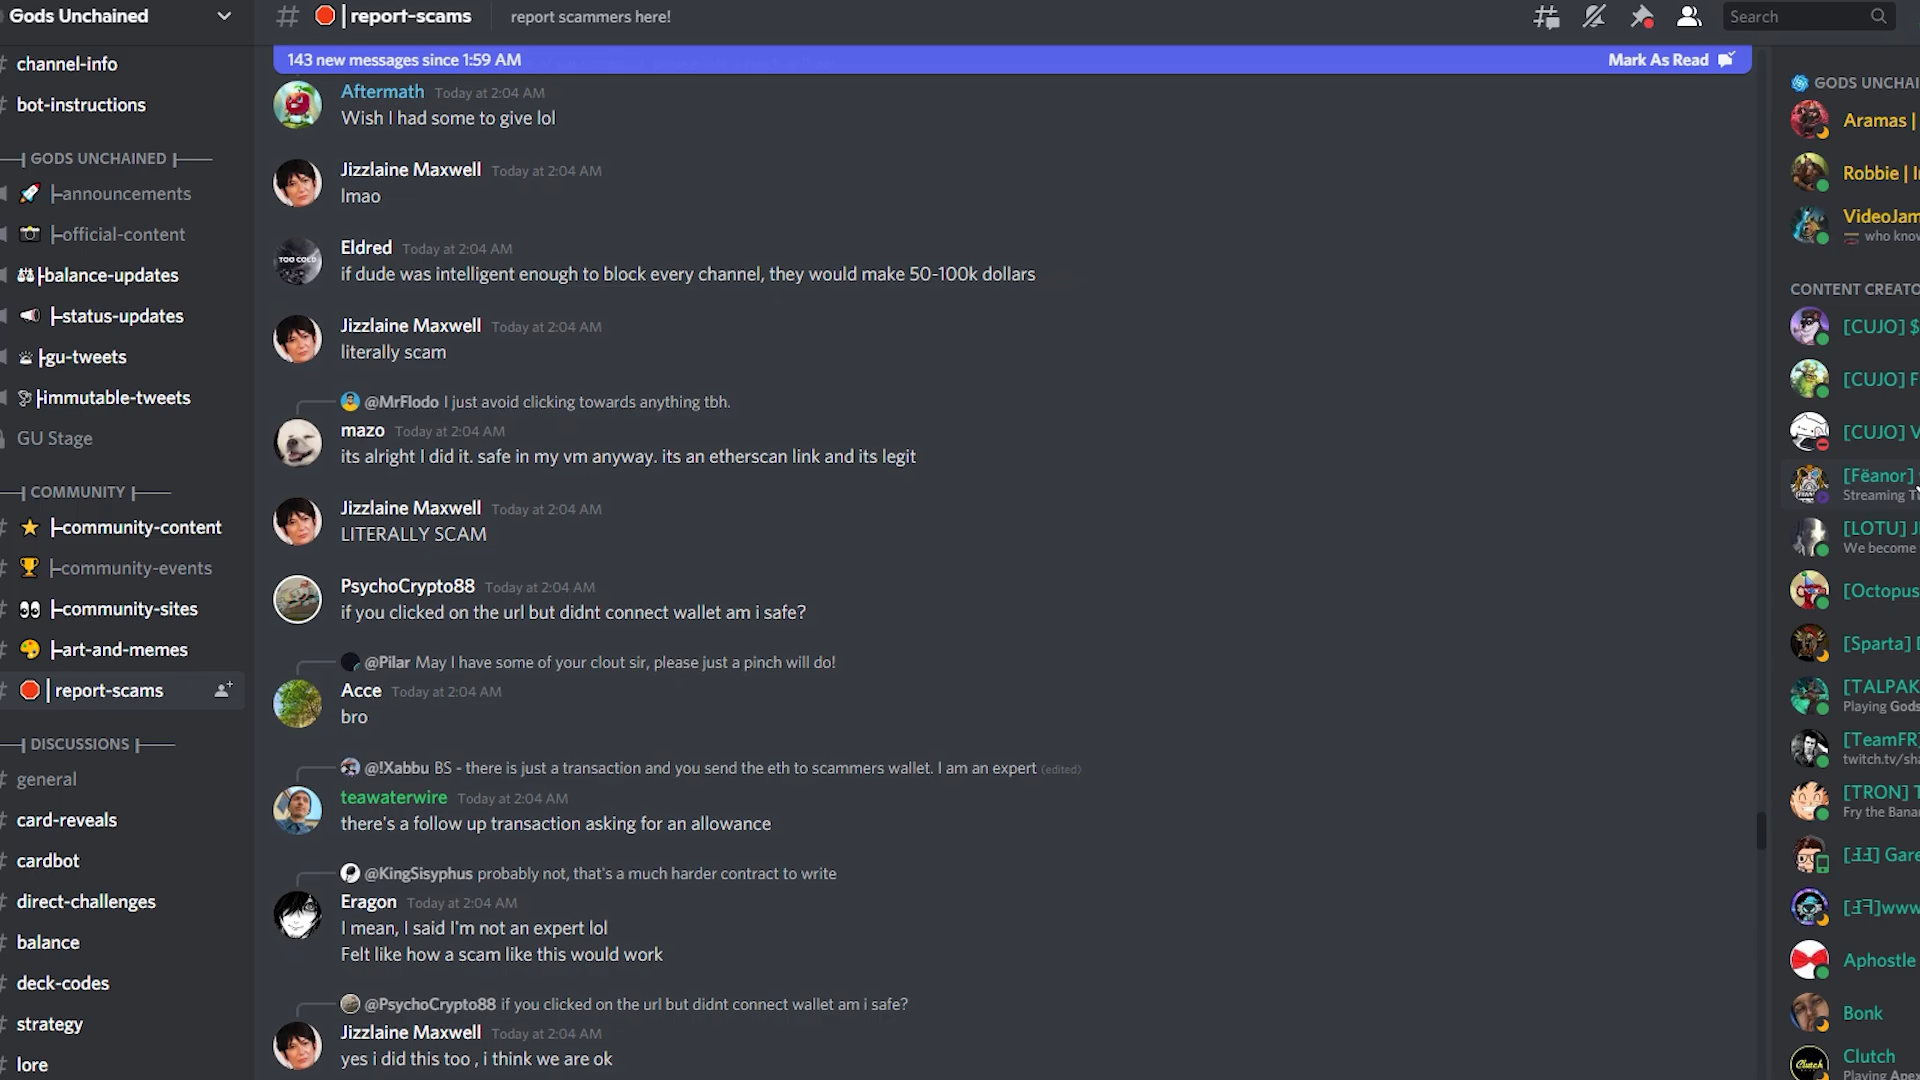 Gods Unchained
channel-info
bot-instructions
GODS UNCHAINED
announcements
official-content
balance-updates
status-updates
gu-tweets
immutable-tweets
GU Stage
COMMUNITY
community-content
community-events
community-sites
art-and-memes
report-scams
DISCUSSIONS
general
card-reveals
cardbot
direct-challenges
balance
deck-codes
strategy
lore
report-scams
report scammers here!
Search
143 new messages since 1:59 AM
Mark As Read
Aftermath Today at 2:04 AM
Wish I had some to give lol
Jizzlaine Maxwell Today at 2:04 AM
lmao
Eldred Today at 2:04 AM
TOO COLD
if dude was intelligent enough to block every channel, they would make 50-100k dollars
Jizzlaine Maxwell Today at 2:04 AM
literally scam
@MrFlodo I just avoid clicking towards anything tbh.
mazo Today at 2:04 AM
its alright I did it. safe in my vm anyway. its an etherscan link and its legit
Jizzlaine Maxwell Today at 2:04 AM
LITERALLY SCAM
PsychoCrypto88 Today at 2:04 AM
if you clicked on the url but didnt connect wallet am i safe?
@Pilar May I have some of your clout sir, please just a pinch will do!
Acce Today at 2:04 AM
bro
@!Xabbu BS - there is just a transaction and you send the eth to scammers wallet. I am an expert (edited)
teawaterwire Today at 2:04 AM
there's a follow up transaction asking for an allowance
@KingSisyphus probably not, that's a much harder contract to write
Eragon Today at 2:04 AM
I mean, I said I'm not an expert lol
Felt like how a scam like this would work
@PsychoCrypto88 if you clicked on the url but didnt connect wallet am i safe?
Jizzlaine Maxwell Today at 2:04 AM
yes i did this too , i think we are ok
GODS UNCHAI
Aramas |
Robbie | I
VideoJam
who know
CONTENT CREATO
[CUJO] $
[CUJO] F
[CUJO] V
[Fëanor]
Streaming T
[LOTU] J
We become
[Octopus
[Sparta]
[TALPAK
Playing Gods
[TeamFR]
twitch.tv/sh
[TRON] T
Fry the Bana
Gare
www
Aphostle
Bonk
Clutch
Playing Apex